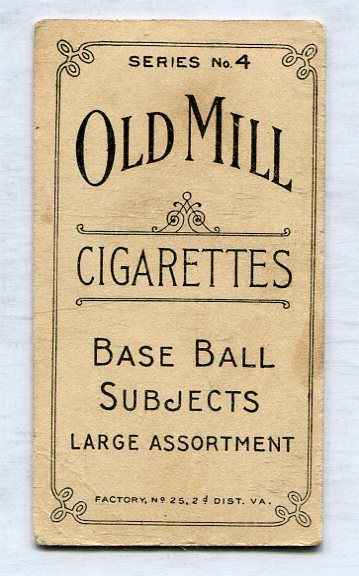 SERIES No. 4
OLD MILL
CIGARETTES
BASE BALL
SUBJECTS
LARGE ASSORTMENT
FACTORY, No 25, 2d DIST. VA.